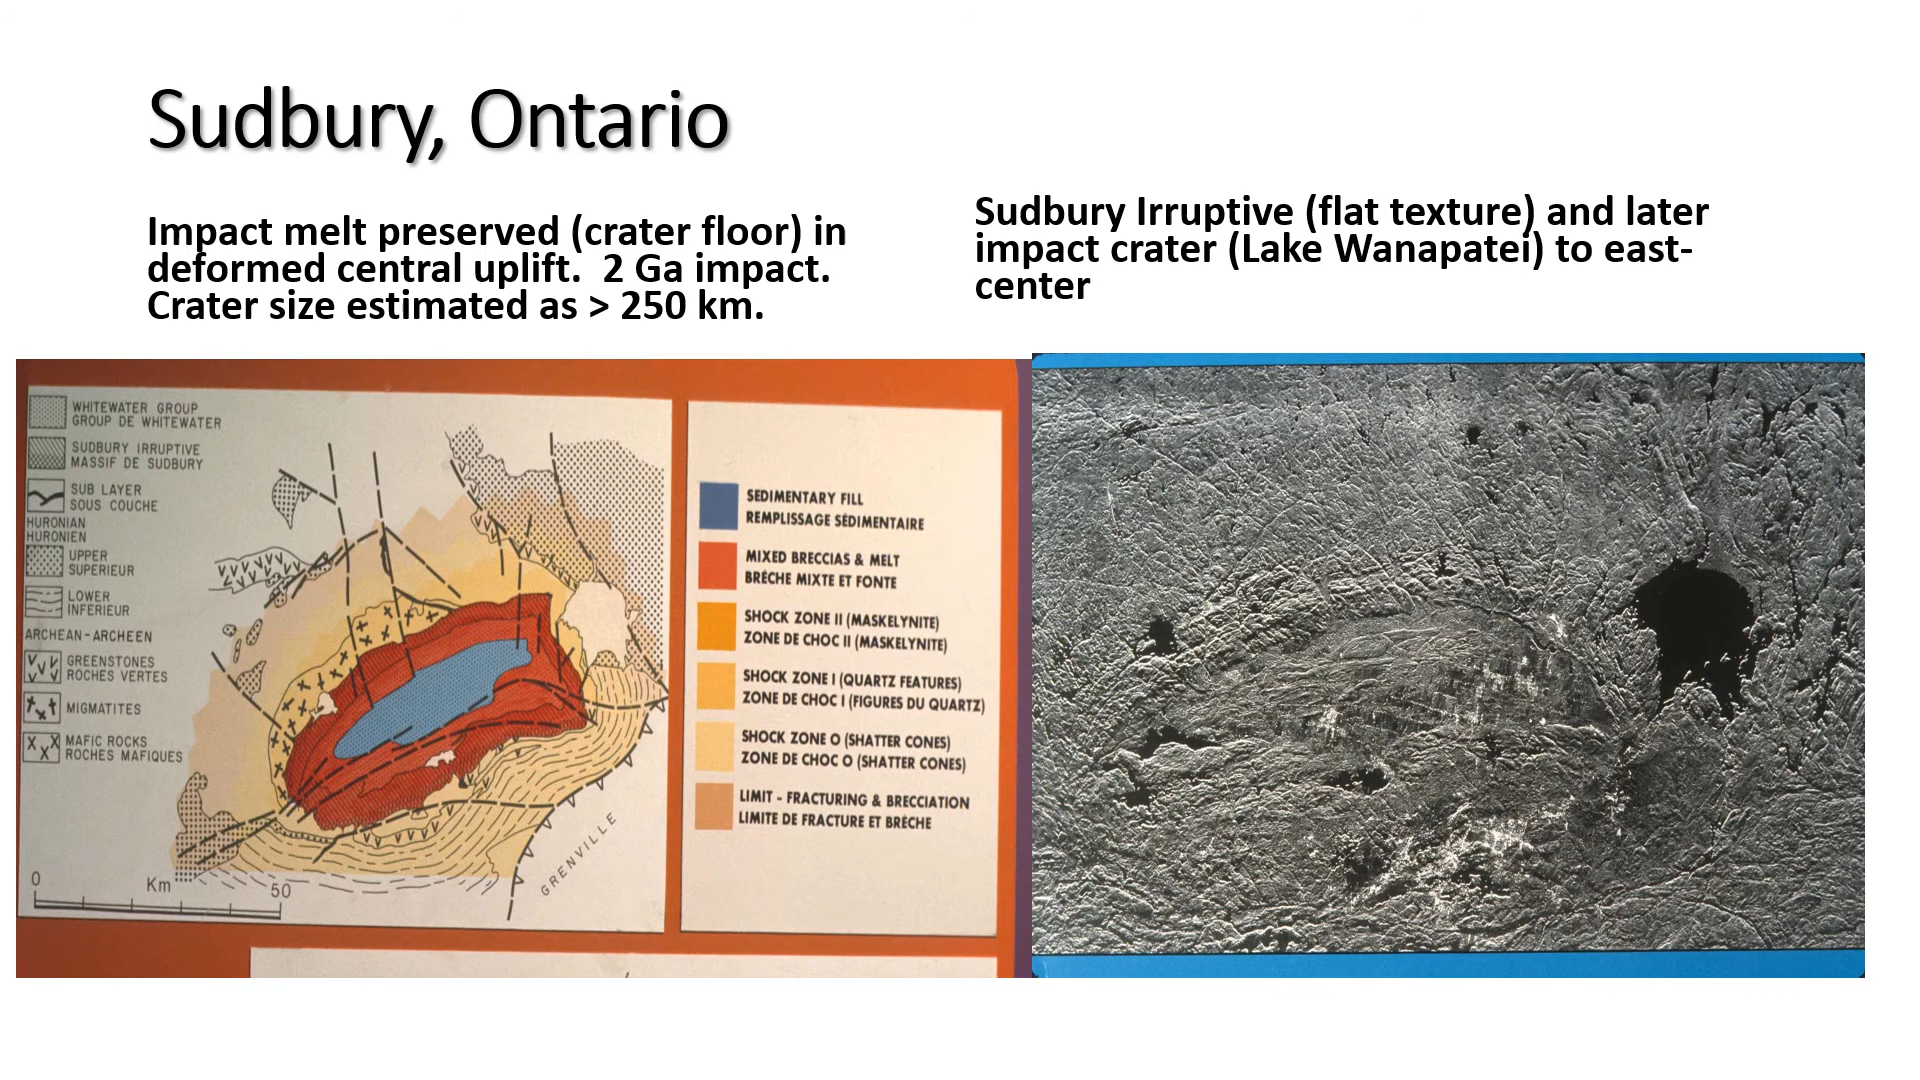 Sudbury, Ontario
Impact melt preserved (crater floor) in
deformed central uplift.  2 Ga impact.
Crater size estimated as > 250 km.
Sudbury Irruptive (flat texture) and later
impact crater (Lake Wanapatei) to east-
center
WHITEWATER GROUP
GROUP DE WHITEWATER
SUDBURY IRRUPTIVE
MASSIF DE SUDBURY
SUB LAYER
SOUS COUCHE
HURONIAN
HURONIEN
UPPER
SUPERIEUR
LOWER
INFERIEUR
ARCHEAN-ARCHEEN
GREENSTONES
ROCHES VERTES
MIGMATITES
MAFIC ROCKS
ROCHES MAFIQUES
0 Km 50
GRENVILLE
SEDIMENTARY FILL
REMPLISSAGE SÉDIMENTAIRE
MIXED BRECCIAS & MELT
BRÈCHE MIXTE ET FONTE
SHOCK ZONE II (MASKELYNITE)
ZONE DE CHOC II (MASKELYNITE)
SHOCK ZONE I (QUARTZ FEATURES)
ZONE DE CHOC I (FIGURES DU QUARTZ)
SHOCK ZONE O (SHATTER CONES)
ZONE DE CHOC O (SHATTER CONES)
LIMIT - FRACTURING & BRECCIATION
LIMITE DE FRACTURE ET BRÈCHE